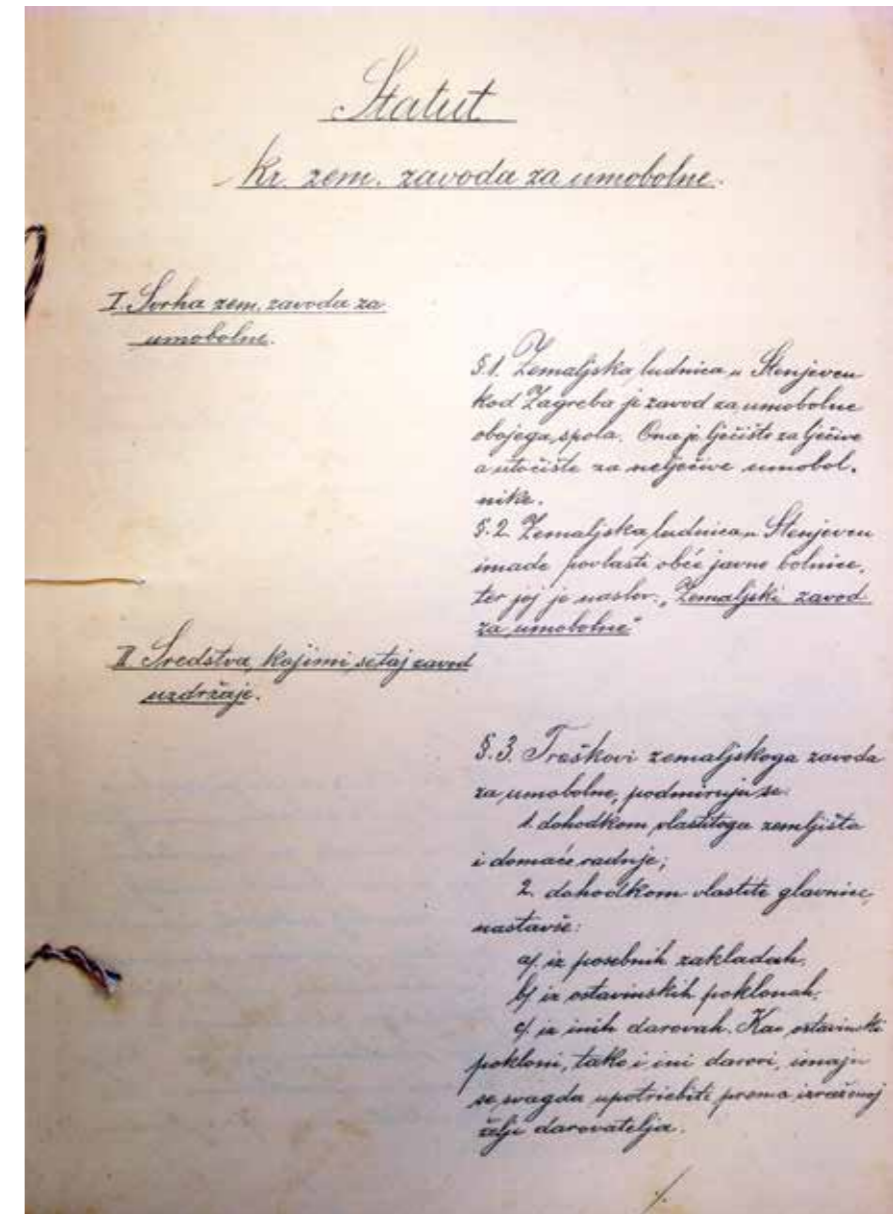 Statut
kr. zem. zavoda za umobolne.
I. Svrha zem. zavoda za
umobolne.
§.1. Zemaljska ludnica u Stenjevcu
kod Zagreba je zavod za umobolne
obojega spola. Ona je lječište za lječive
a utočište za nelječive umobol-
nike.
§.2. Zemaljska ludnica u Stenjevcu
imade povlasti obće javne bolnice,
ter joj je naslov: „Zemaljski zavod
za umobolne"
II Sredstva, kojimi se taj zavod
uzdržaje.
§.3. Troškovi zemaljskoga zavoda
za umobolne, podmiruju se:
1. dohodkom vlastitoga zemljišta
i domaće radnje;
2. dohodkom vlastite glavnice,
nastavše:
a/. iz posebnih zakladah,
b/ iz ostavinskih poklonah,
c/. iz inih darovah. Kao ostavinski
pokloni, tako i ini darovi, imaju
se svagda upotriebiti prema izraženoj
želji darovatelja.
./.